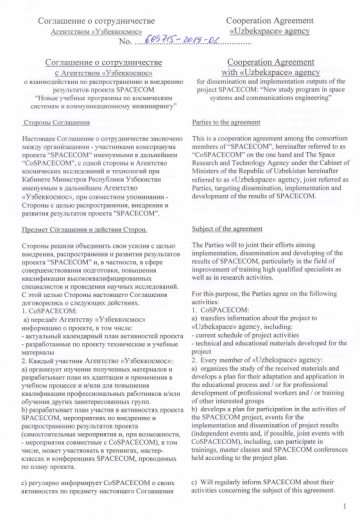 Соглашение о сотрудничестве
Агентством «Узбеккосмос»
Cooperation Agreement
«Uzbekspace» agency
No. 609715-2019-02
Соглашение о сотрудничестве
с Агентством «Узбеккосмос»
о взаимодействии по распространению и внедрению
результатов проекта SPACECOM
“Новые учебные программы по космическим
системам и коммуникационному инжинирингу”
Стороны Соглашения
Настоящее Соглашение о сотрудничестве заключено
между организациями - участниками консорциума
проекта “SPACECOM” именуемыми в дальнейшем
“CoSPACECOM”, с одной стороны и Агентство
космических исследований и технологий при
Кабинете Министров Республики Узбекистан
именуемым в дальнейшем Агентство
«Узбеккосмос», при совместном упоминании -
Стороны с целью распространения, внедрения и
развития результатов проекта “SPACECOM”.
Предмет Соглашения и действия Сторон.
Стороны решили объединить свои усилия с целью
внедрения, распространения и развития результатов
проекта “SPACECOM” и, в частности, в сфере
совершенствования подготовки, повышения
квалификации высококвалифицированных
специалистов и проведения научных исследований.
С этой целью Стороны настоящего Соглашения
договорились о следующих действиях.
1. CoSPACECOM:
а) передаёт Агентству «Узбеккосмос»
информацию о проекте, в том числе:
- актуальный календарный план активностей проекта
- разработанные по проекту технические и учебные
материалы
2. Каждый участник Агентство «Узбеккосмос»:
а) организует изучение полученных материалов и
разрабатывает план их адаптации и применения в
учебном процессе и/или для повышения
квалификации профессиональных работников и/или
обучения других заинтересованных групп.
b) разрабатывает план участия в активностях проекта
SPACECOM, мероприятиях по внедрению и
распространению результатов проекта
(самостоятельные мероприятия и, при возможности,
- мероприятия совместные с CoSPACECOM), в том
числе, может участвовать в тренингах, мастер-
классах и конференциях SPACECOM, проводимых
по плану проекта.
c) регулярно информирует CoSPACECOM о своих
активностях по предмету настоящего Соглашения
Cooperation Agreement
with «Uzbekspace» agency
for dissemination and implementation outputs of the
project SPACECOM: “New study program in space
systems and communications engineering”
Parties to the agreement
This is a cooperation agreement among the consortium
members of “SPACECOM”, hereinafter referred to as
“CoSPACECOM” on the one hand and The Space
Research and Technology Agency under the Cabinet of
Ministers of the Republic of Uzbekistan hereinafter
referred to as «Uzbekspace» agency, joint referred as
Parties, targeting dissemination, implementation and
development of the results of SPACECOM.
Subject of the agreement
The Parties will to joint their efforts aiming
implementation, dissemination and developing of the
results of SPACECOM, particularly in the field of
improvement of training high qualified specialists as
well as in research activities.
For this purpose, the Parties agree on the following
activities:
1. CoSPACECOM:
a) transfers information about the project to
«Uzbekspace» agency, including:
- current schedule of project activities
- technical and educational materials developed for the
project
2. Every member of «Uzbekspace» agency:
a) organizes the study of the received materials and
develops a plan for their adaptation and application in
the educational process and / or for professional
development of professional workers and / or training
of other interested groups
b) develops a plan for participation in the activities of
the SPACECOM project, events for the
implementation and dissemination of project results
(independent events and, if possible, joint events with
CoSPACECOM), including, can participate in
trainings, master classes and SPACECOM conferences
held according to the project plan.
c) Will regularly inform SPACECOM about their
activities concerning the subject of this agreement.
1